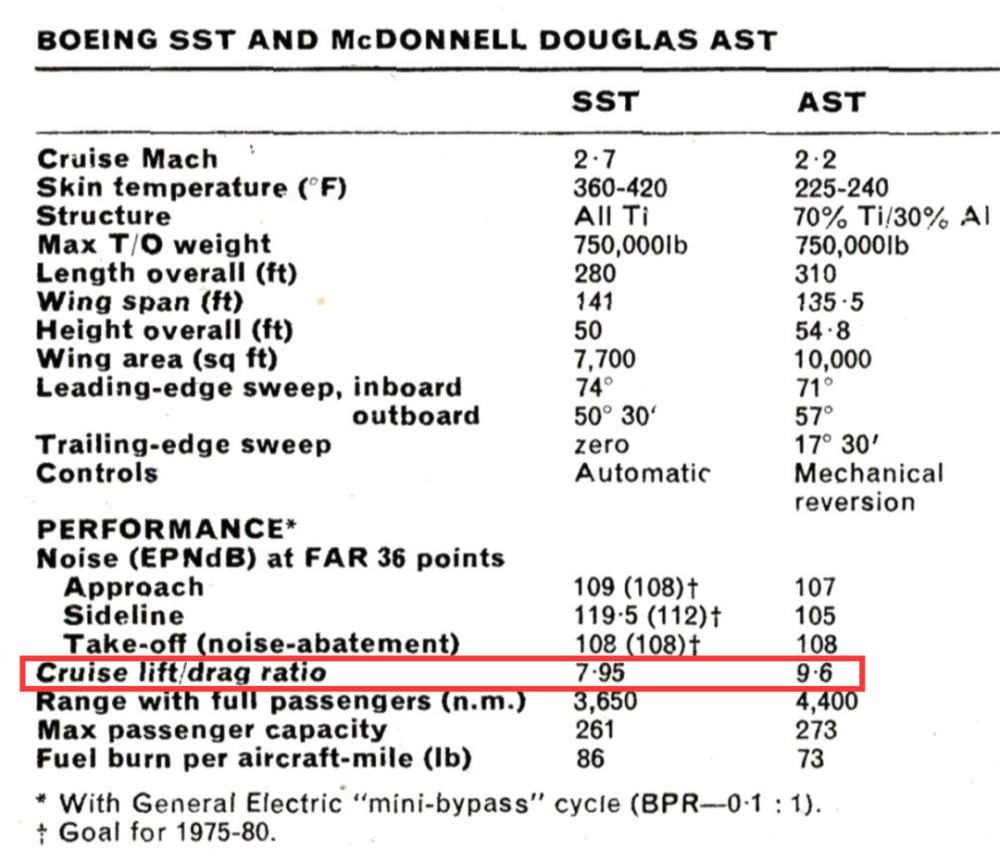 BOEING SST AND McDONNELL DOUGLAS AST
SST AST
Cruise Mach 2·7 2·2
Skin temperature (°F) 360-420 225-240
Structure All Ti 70% Ti/30% Al
Max T/O weight 750,000lb 750,000lb
Length overall (ft) 280 310
Wing span (ft) 141 135·5
Height overall (ft) 50 54·8
Wing area (sq ft) 7,700 10,000
Leading-edge sweep, inboard 74° 71°
outboard 50° 30′ 57°
Trailing-edge sweep zero 17° 30′
Controls Automatic Mechanical
reversion
PERFORMANCE*
Noise (EPNdB) at FAR 36 points
Approach 109 (108)† 107
Sideline 119·5 (112)† 105
Take-off (noise-abatement) 108 (108)† 108
Cruise lift/drag ratio 7·95 9·6
Range with full passengers (n.m.) 3,650 4,400
Max passenger capacity 261 273
Fuel burn per aircraft-mile (lb) 86 73
* With General Electric "mini-bypass" cycle (BPR—0·1 : 1).
† Goal for 1975-80.